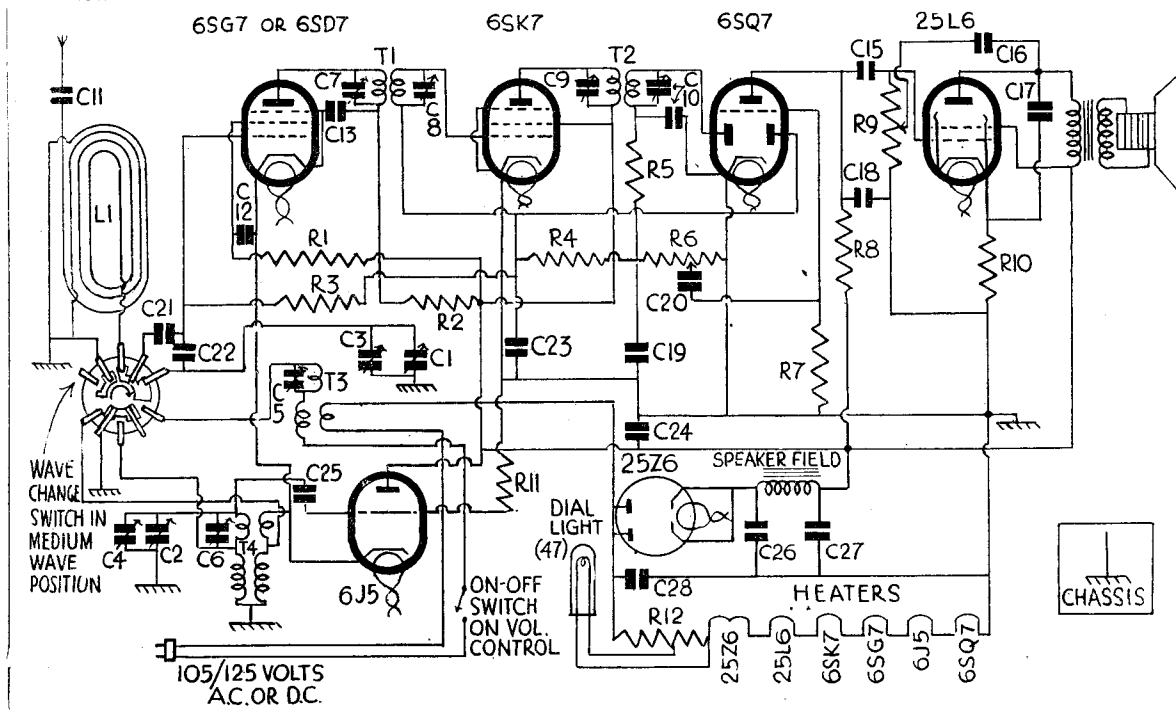 6SG7 OR 6SD7
6SK7
6SQ7
25L6
C11
C7
T1
C8
C13
C9
T2
C10
C15
C16
C17
R9
C18
L1
C12
R5
R1
R3
R2
R4
R6
C20
R8
R10
C21
C22
C3
C1
C23
C19
R7
C5
T3
C24
WAVE
CHANGE
SWITCH IN
MEDIUM
WAVE
POSITION
C25
R11
25Z6
SPEAKER FIELD
DIAL
LIGHT
(47)
C26
C27
C4
C2
C6
T4
6J5
C28
ON-OFF
SWITCH
ON VOL.
CONTROL
R12
HEATERS
25Z6
25L6
6SK7
6SG7
6J5
6SQ7
CHASSIS
105/125 VOLTS
A.C. OR D.C.